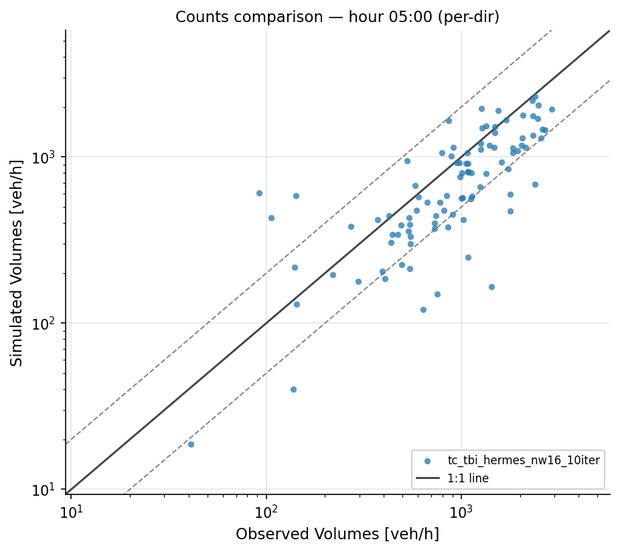 Counts comparison — hour 05:00 (per-dir)
Simulated Volumes [veh/h]
10³
10²
10¹
10¹ 10² 10³
Observed Volumes [veh/h]
tc_tbi_hermes_nw16_10iter
1:1 line